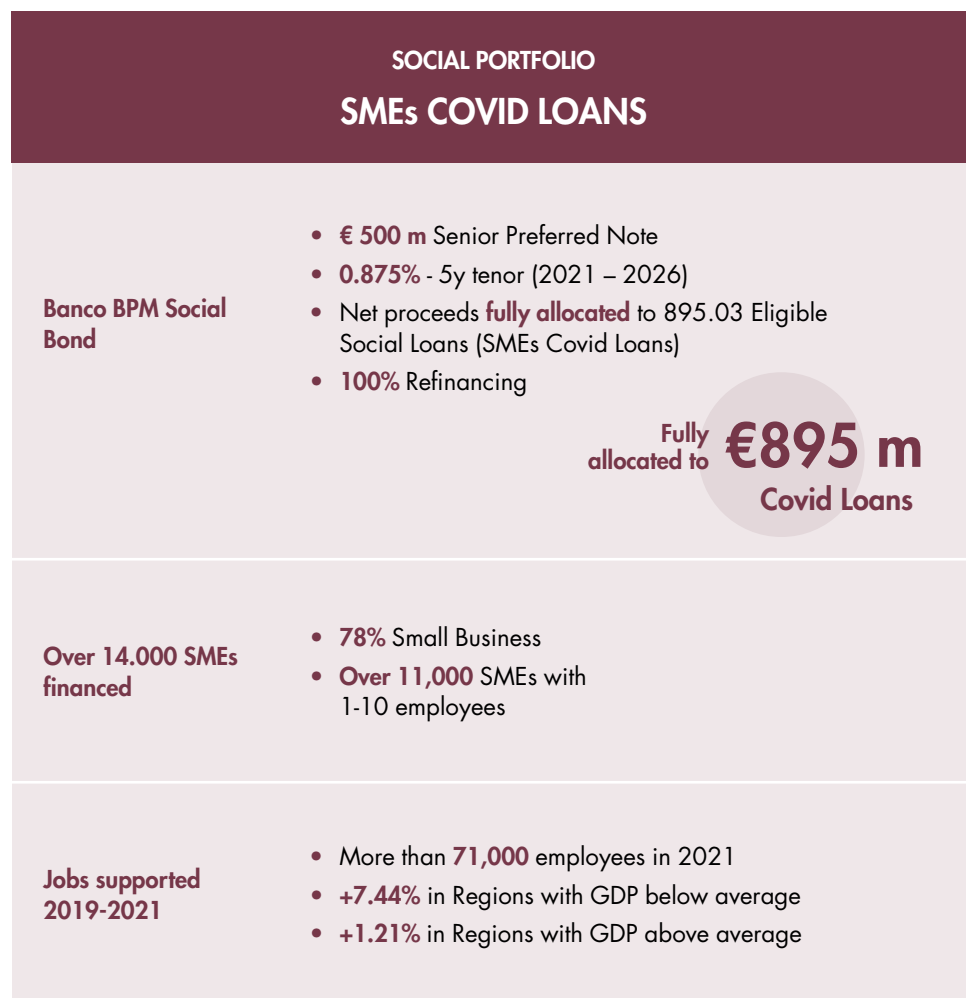 SOCIAL PORTFOLIO
SMEs COVID LOANS
Banco BPM Social
Bond
• € 500 m Senior Preferred Note
• 0.875% - 5y tenor (2021 – 2026)
• Net proceeds fully allocated to 895.03 Eligible
Social Loans (SMEs Covid Loans)
• 100% Refinancing
Fully
allocated to
€895 m
Covid Loans
Over 14.000 SMEs
financed
• 78% Small Business
• Over 11,000 SMEs with
1-10 employees
Jobs supported
2019-2021
• More than 71,000 employees in 2021
• +7.44% in Regions with GDP below average
• +1.21% in Regions with GDP above average